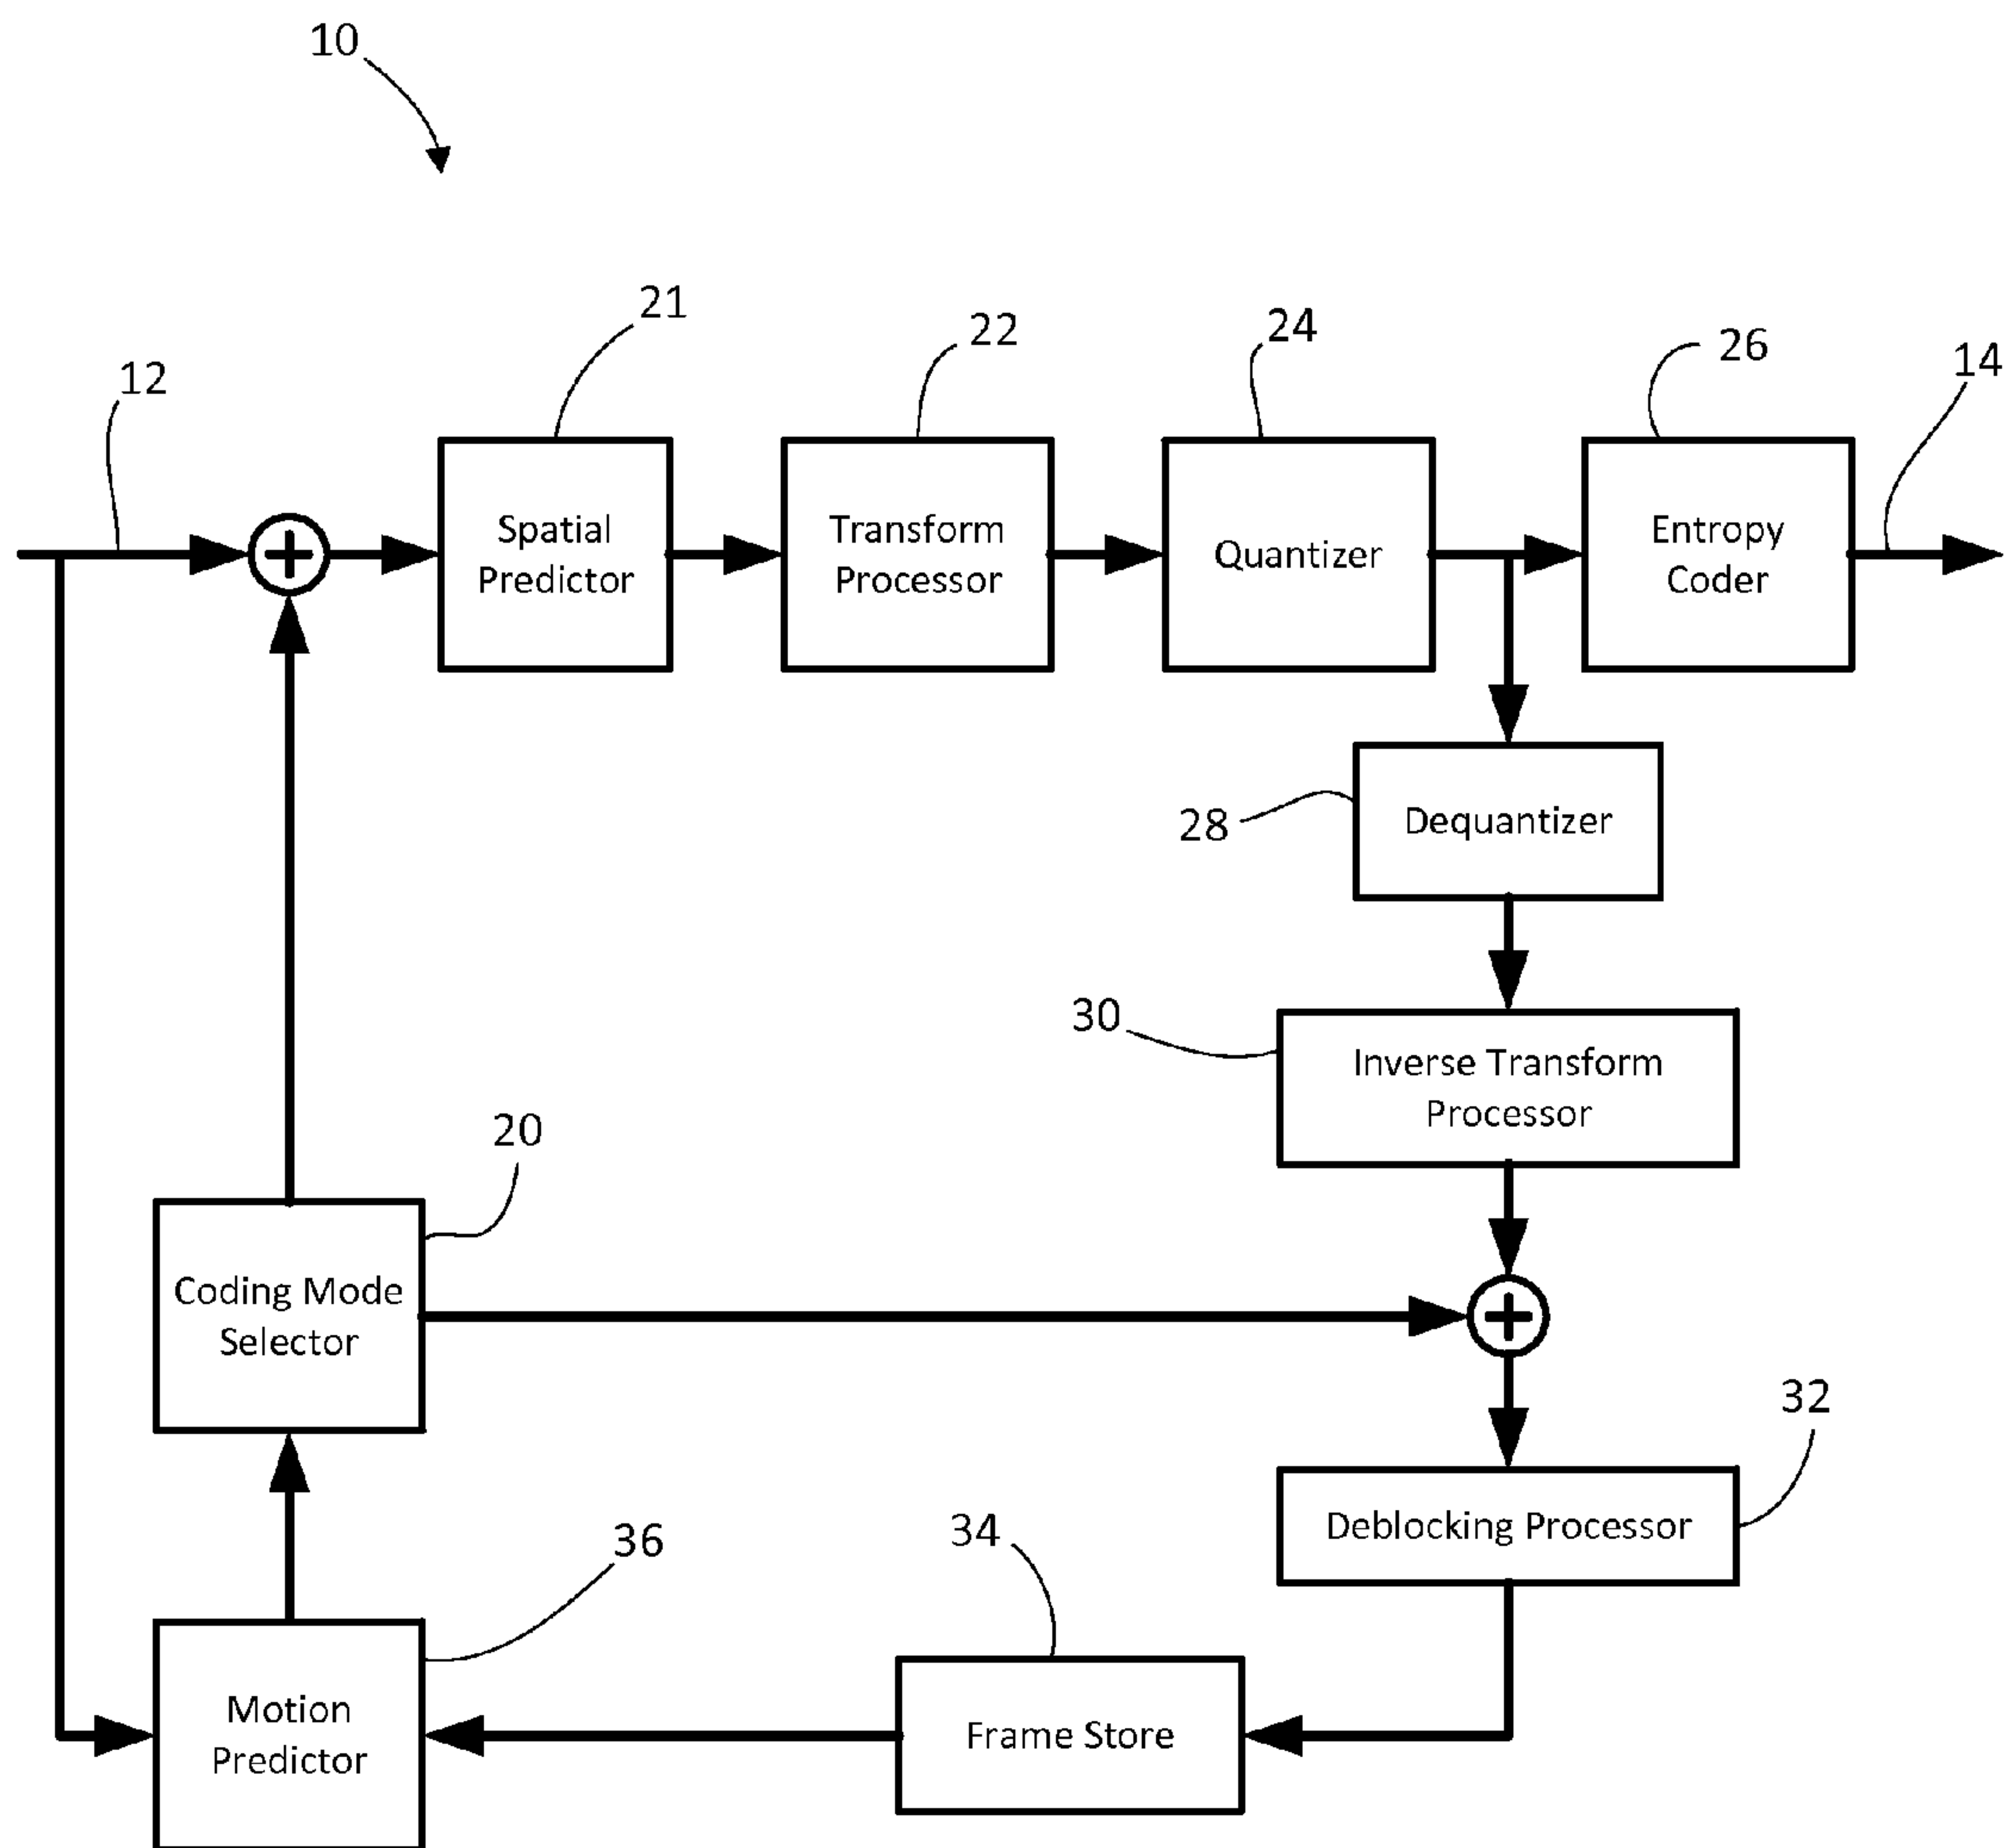 10
21
22
24
26
14
12
Spatial
Predictor
Transform
Processor
Quantizer
Entropy
Coder
28
Dequantizer
30
Inverse Transform
Processor
20
Coding Mode
Selector
32
Deblocking Processor
36
34
Motion
Predictor
Frame Store